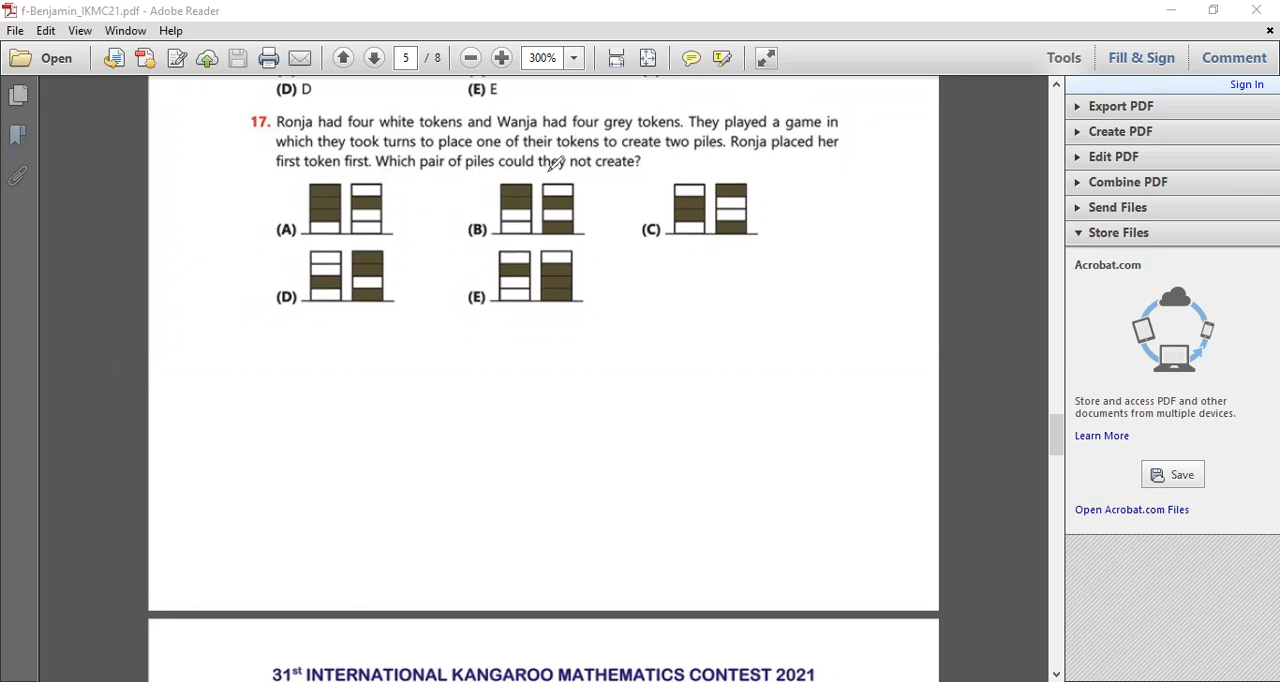 f-Benjamin_IKMC21.pdf - Adobe Reader
File Edit View Window Help
Open 5 / 8 300% Tools Fill & Sign Comment
Sign In
(D) D (E) E
17. Ronja had four white tokens and Wanja had four grey tokens. They played a game in
which they took turns to place one of their tokens to create two piles. Ronja placed her
first token first. Which pair of piles could they not create?
(A) (B) (C)
(D) (E)
31st INTERNATIONAL KANGAROO MATHEMATICS CONTEST 2021
Export PDF
Create PDF
Edit PDF
Combine PDF
Send Files
Store Files
Acrobat.com
Store and access PDF and other
documents from multiple devices.
Learn More
Save
Open Acrobat.com Files